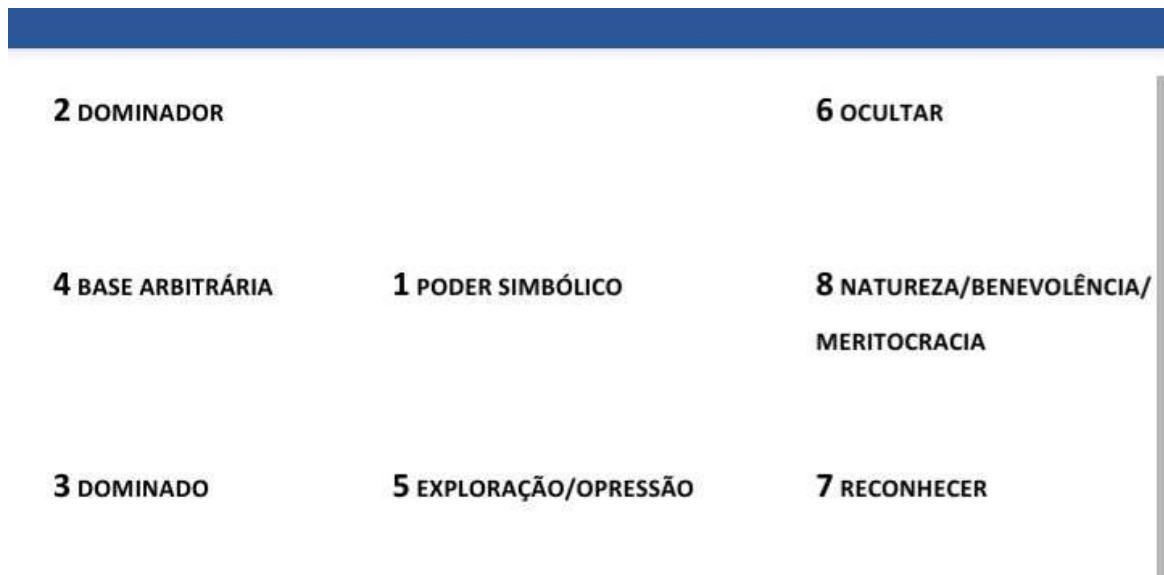 2 DOMINADOR
6 OCULTAR
4 BASE ARBITRÁRIA
1 PODER SIMBÓLICO
8 NATUREZA/BENEVOLÊNCIA/
MERITOCRACIA
3 DOMINADO
5 EXPLORAÇÃO/OPRESSÃO
7 RECONHECER